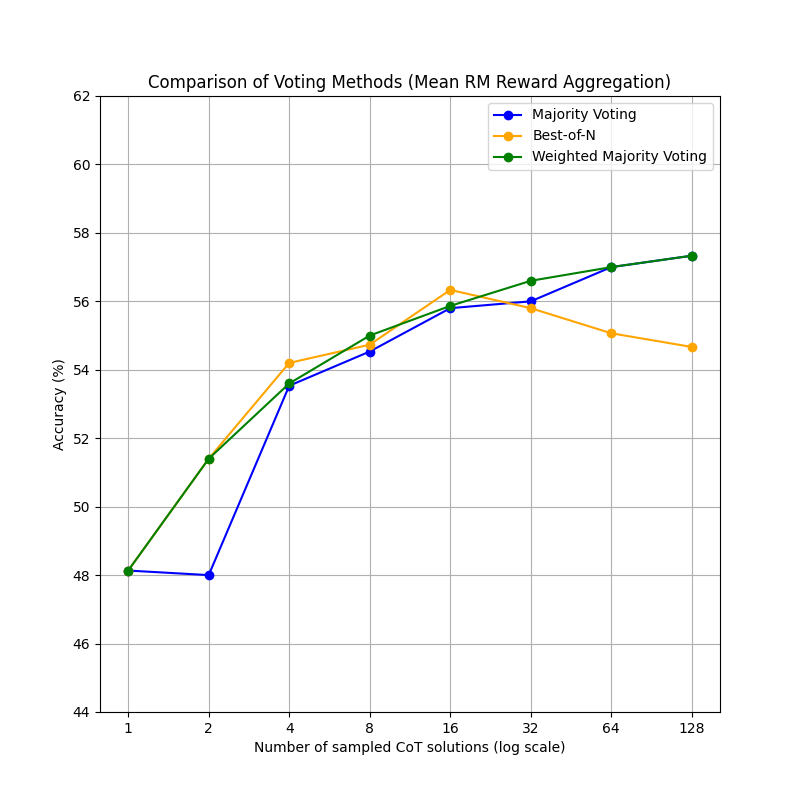 Comparison of Voting Methods (Mean RM Reward Aggregation)
Majority Voting
Best-of-N
Weighted Majority Voting
Accuracy (%)
62
60
58
56
54
52
50
48
46
44
1 2 4 8 16 32 64 128
Number of sampled CoT solutions (log scale)